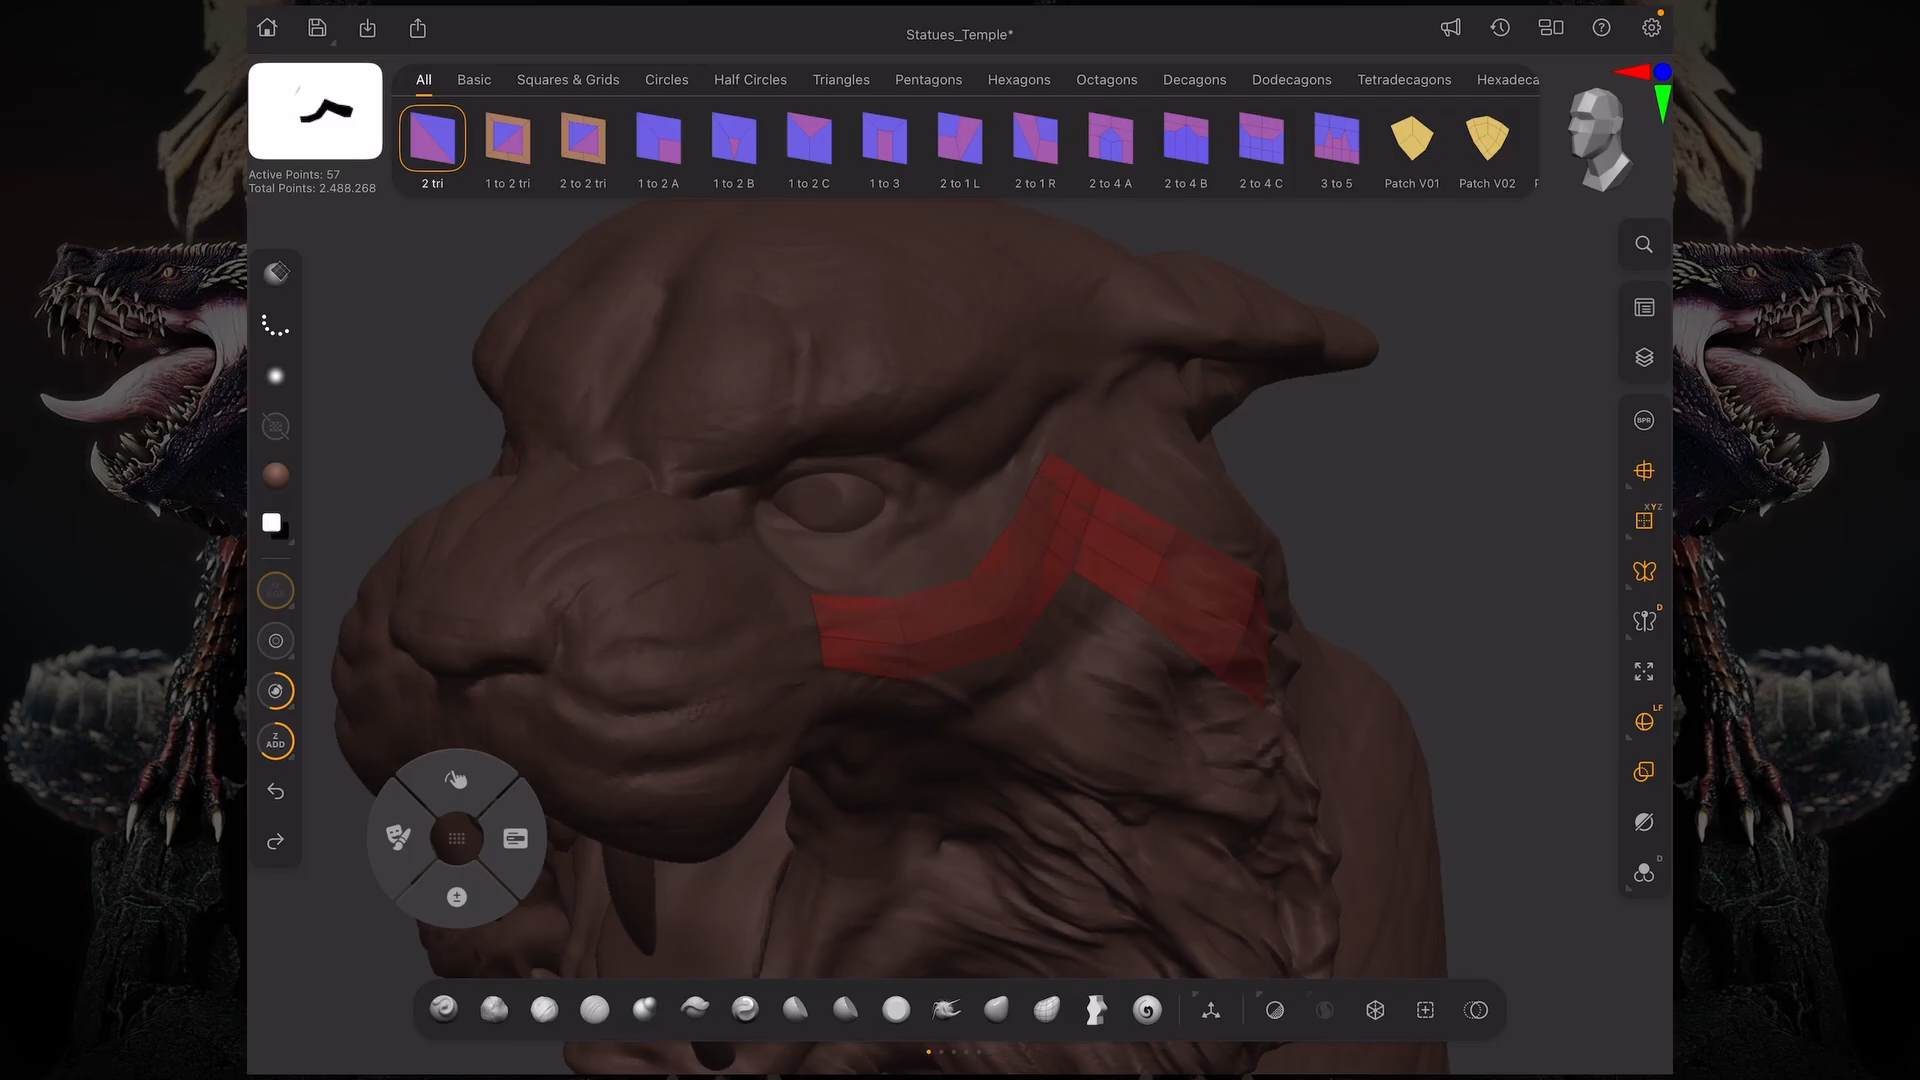 Statues_Temple*
All Basic Squares & Grids Circles Half Circles Triangles Pentagons Hexagons Octagons Decagons Dodecagons Tetradecagons Hexadeca
2 tri 1 to 2 tri 2 to 2 tri 1 to 2 A 1 to 2 B 1 to 2 C 1 to 3 2 to 1 L 2 to 1 R 2 to 4 A 2 to 4 B 2 to 4 C 3 to 5 Patch V01 Patch V02 P
Active Points: 57
Total Points: 2.488.268
BPR
XYZ
D
LF
D
M
RGB
Z
ADD